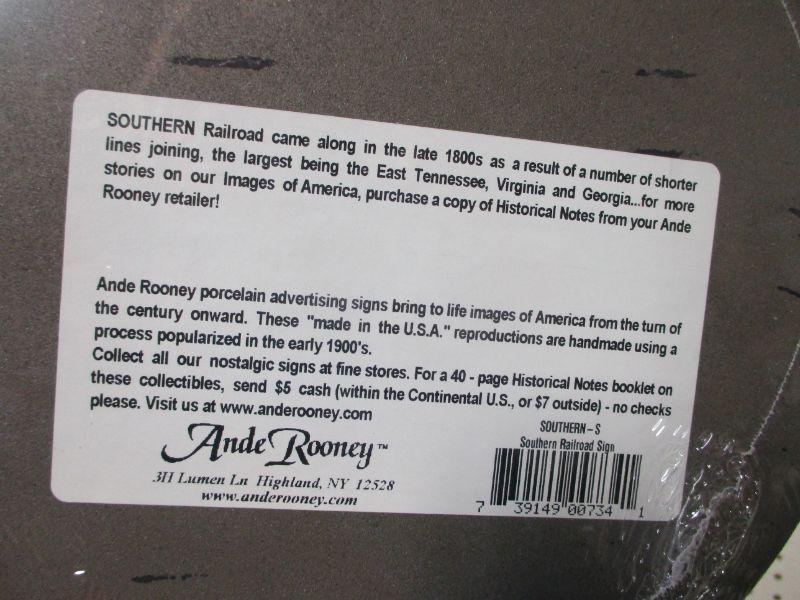 SOUTHERN Railroad came along in the late 1800s as a result of a number of shorter
lines joining, the largest being the East Tennessee, Virginia and Georgia...for more
stories on our Images of America, purchase a copy of Historical Notes from your Ande
Rooney retailer!
Ande Rooney porcelain advertising signs bring to life images of America from the turn of
the century onward. These "made in the U.S.A." reproductions are handmade using a
process popularized in the early 1900's.
Collect all our nostalgic signs at fine stores. For a 40 - page Historical Notes booklet on
these collectibles, send $5 cash (within the Continental U.S., or $7 outside) - no checks
please. Visit us at www.anderooney.com
Ande Rooney™
3II Lumen Ln Highland, NY 12528
www.anderooney.com
SOUTHERN-S
Southern Railroad Sign
7 39149 00734 1